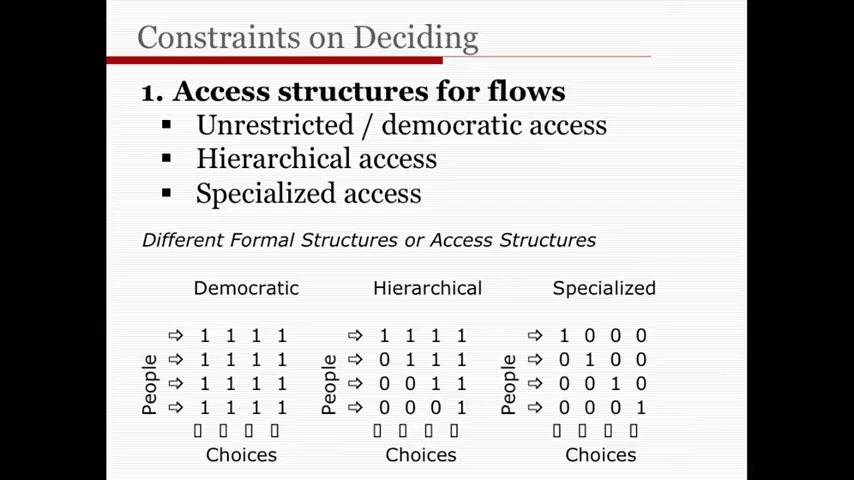 Constraints on Deciding
1. Access structures for flows
▪ Unrestricted / democratic access
▪ Hierarchical access
▪ Specialized access
Different Formal Structures or Access Structures
Democratic Hierarchical Specialized
⇨ 1 1 1 1 ⇨ 1 1 1 1 ⇨ 1 0 0 0
⇨ 1 1 1 1 ⇨ 0 1 1 1 ⇨ 0 1 0 0
⇨ 1 1 1 1 ⇨ 0 0 1 1 ⇨ 0 0 1 0
⇨ 1 1 1 1 ⇨ 0 0 0 1 ⇨ 0 0 0 1
People People People
▯ ▯ ▯ ▯ ▯ ▯ ▯ ▯ ▯ ▯ ▯ ▯
Choices Choices Choices